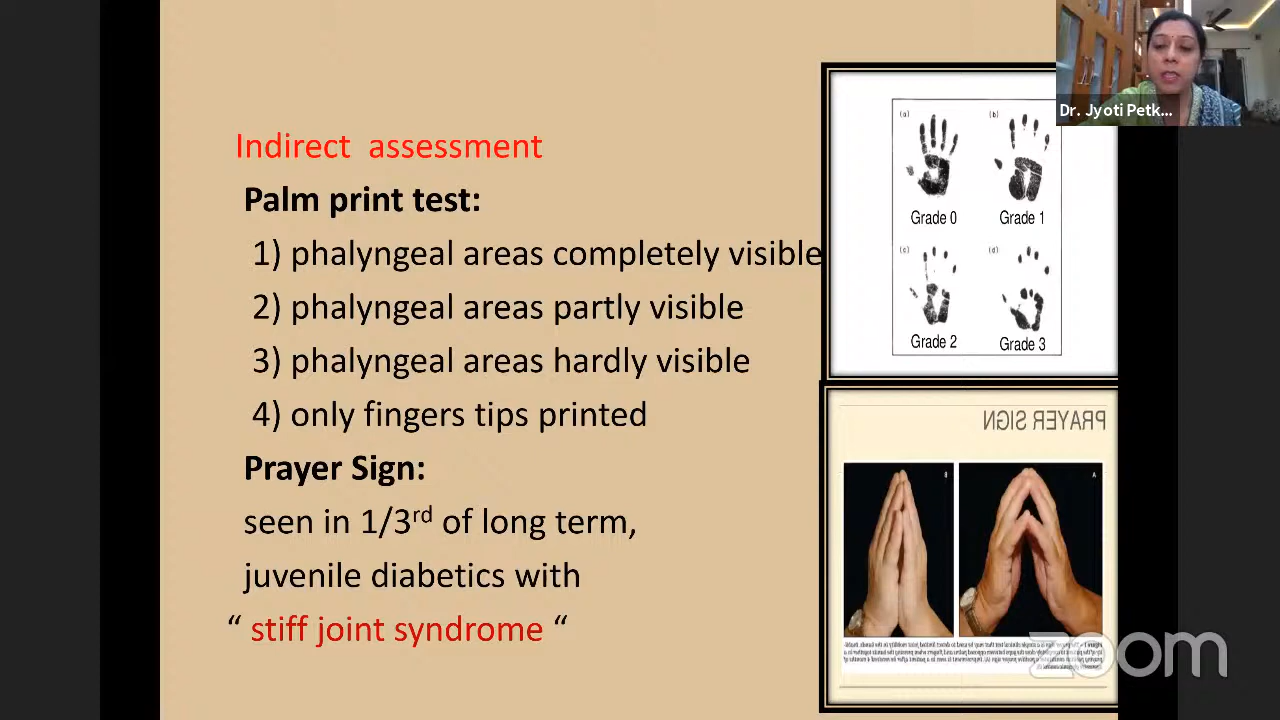 Indirect assessment
Palm print test:
1) phalyngeal areas completely visible
2) phalyngeal areas partly visible
3) phalyngeal areas hardly visible
4) only fingers tips printed
Prayer Sign:
seen in 1/3rd of long term,
juvenile diabetics with
“ stiff joint syndrome “
Dr. Jyoti Petk...
(a) (b)
Grade 0 Grade 1
(c) (d)
Grade 2 Grade 3
PRAYER SIGN
B A
zoom